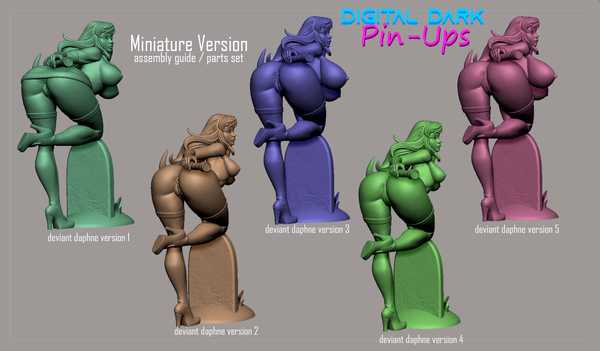 DIGITAL DARK
Pin-Ups
Miniature Version
assembly guide / parts set
deviant daphne version 1
deviant daphne version 3
deviant daphne version 5
deviant daphne version 2
deviant daphne version 4